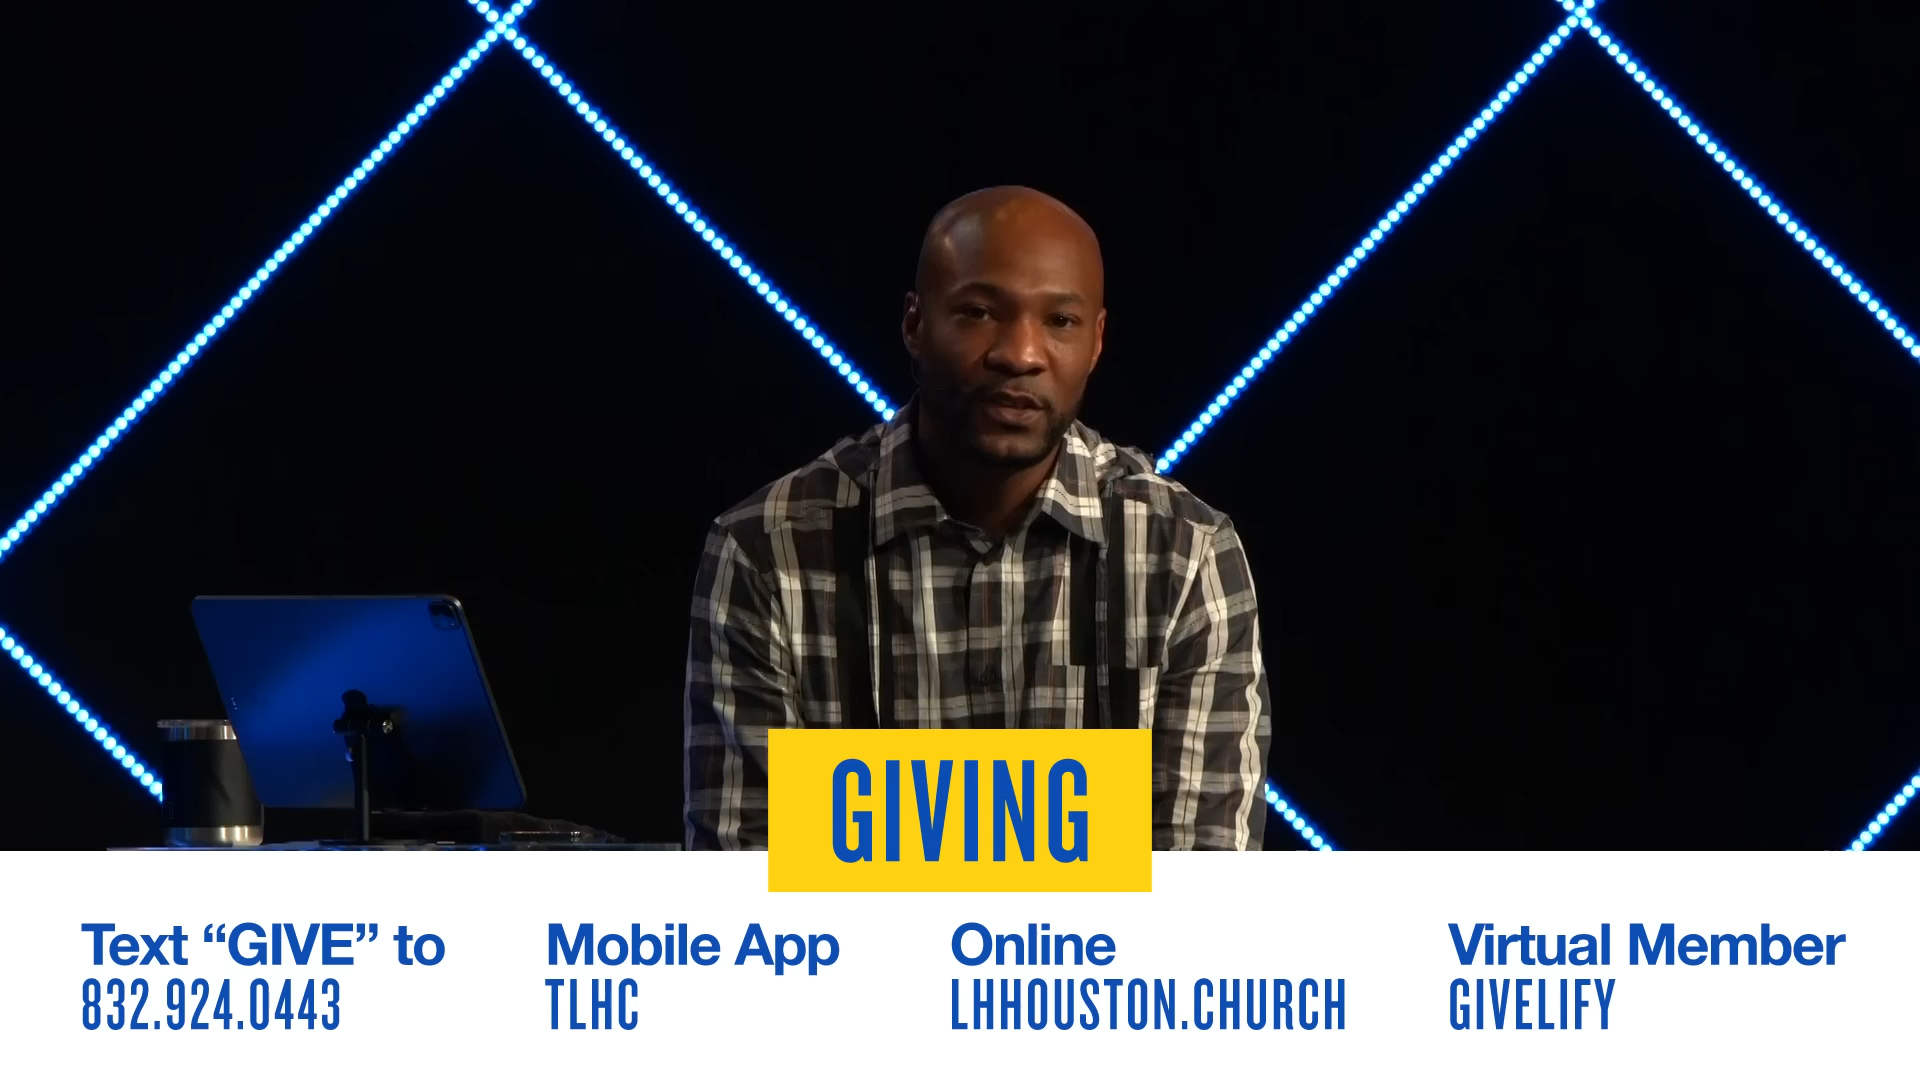 GIVING
Text “GIVE” to
832.924.0443
Mobile App
TLHC
Online
LHHOUSTON.CHURCH
Virtual Member
GIVELIFY